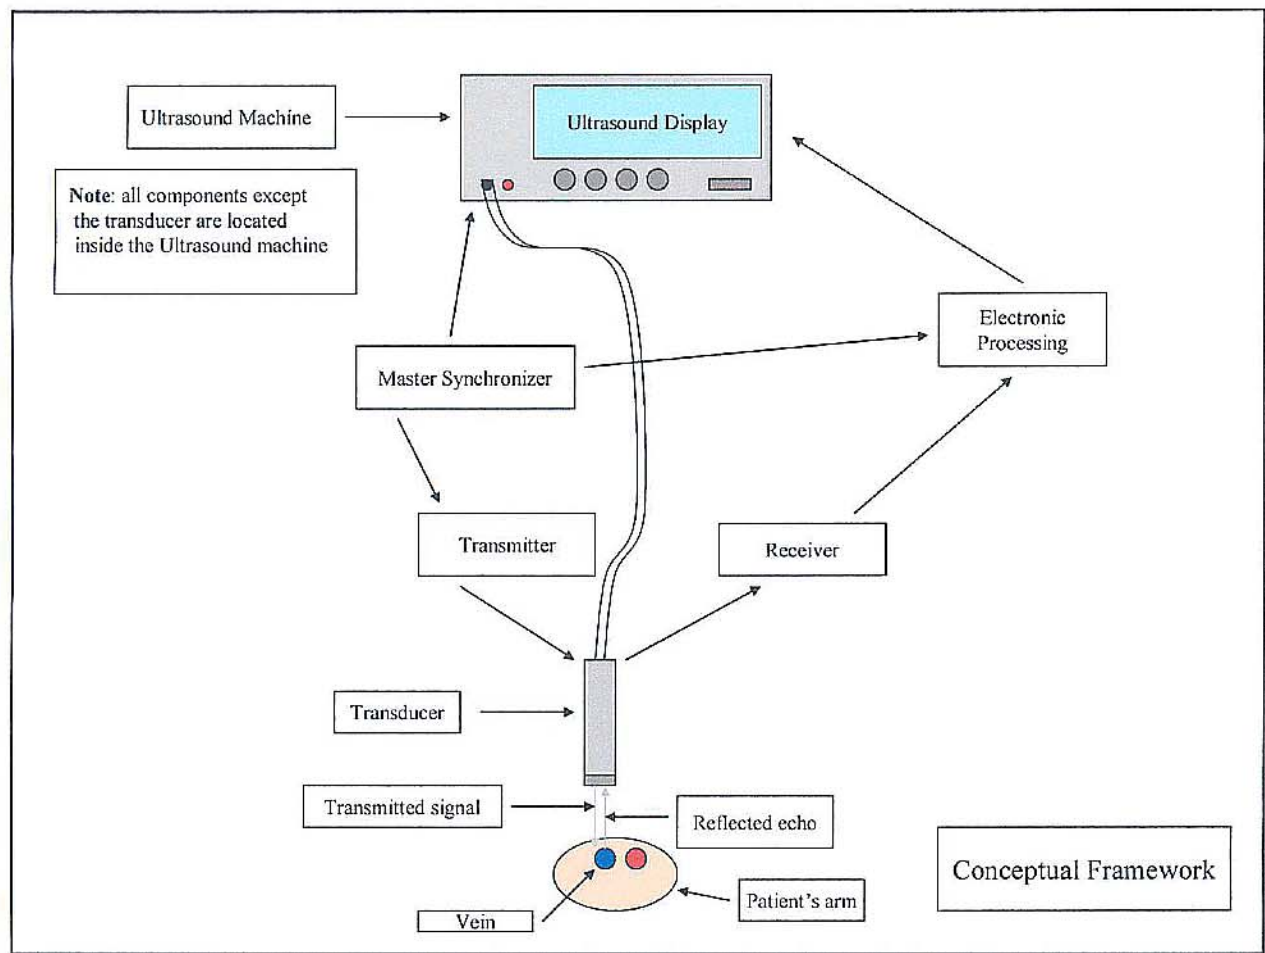 Ultrasound Machine
Ultrasound Display
Note: all components except
the transducer are located
inside the Ultrasound machine
Electronic
Processing
Master Synchronizer
Transmitter
Receiver
Transducer
Transmitted signal
Reflected echo
Conceptual Framework
Patient's arm
Vein